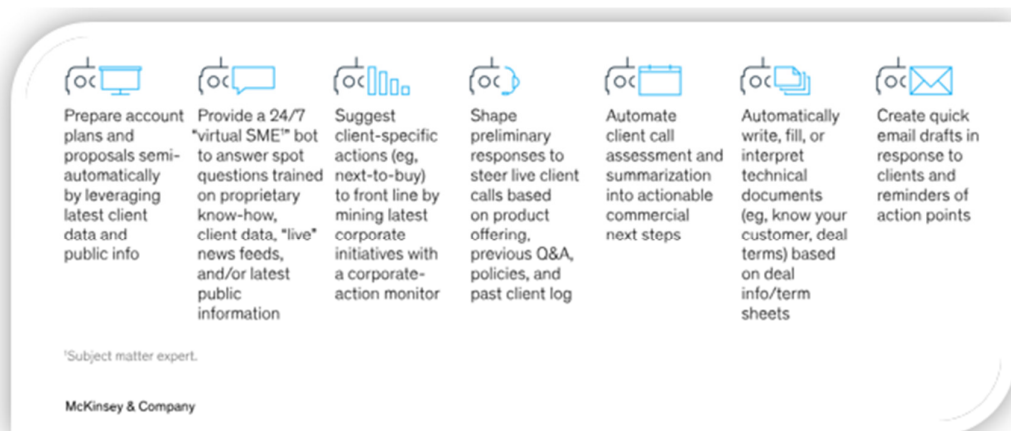 Prepare account
plans and
proposals semi-
automatically
by leveraging
latest client
data and
public info
Provide a 24/7
“virtual SME¹” bot
to answer spot
questions trained
on proprietary
know-how,
client data, “live”
news feeds,
and/or latest
public
information
Suggest
client-specific
actions (eg,
next-to-buy)
to front line by
mining latest
corporate
initiatives with
a corporate-
action monitor
Shape
preliminary
responses to
steer live client
calls based
on product
offering,
previous Q&A,
policies, and
past client log
Automate
client call
assessment and
summarization
into actionable
commercial
next steps
Automatically
write, fill, or
interpret
technical
documents
(eg, know your
customer, deal
terms) based
on deal
info/term
sheets
Create quick
email drafts in
response to
clients and
reminders of
action points
¹Subject matter expert.
McKinsey & Company